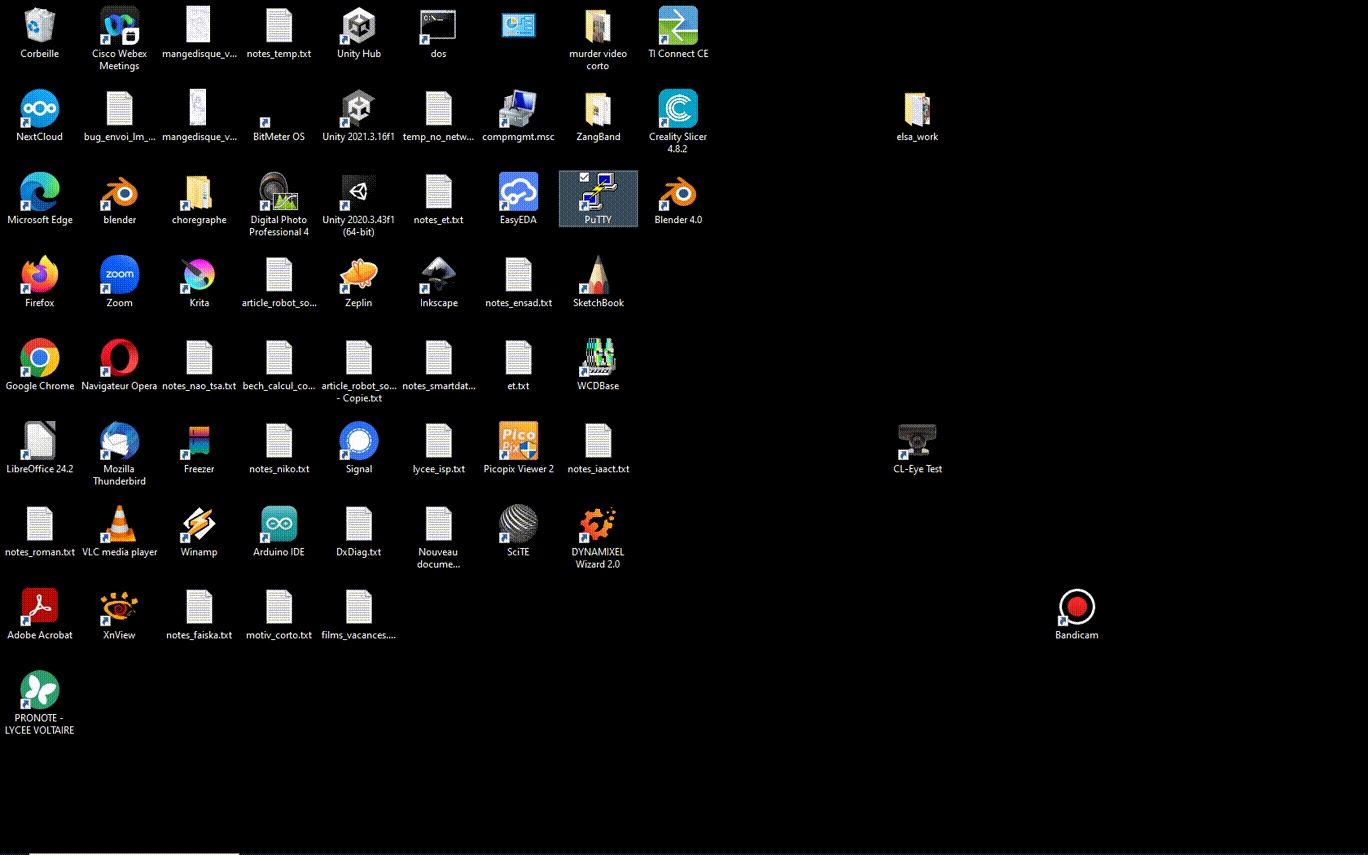 Corbeille
Cisco Webex
Meetings
mangedisque_v...
notes_temp.txt
Unity Hub
dos
murder video
corto
TI Connect CE
NextCloud
bug_envoi_lm_...
mangedisque_v...
BitMeter OS
Unity 2021.3.16f1
temp_no_netw...
compmgmt.msc
ZangBand
Creality Slicer
4.8.2
elsa_work
Microsoft Edge
blender
choregraphe
Digital Photo
Professional 4
Unity 2020.3.43f1
(64-bit)
notes_et.txt
EasyEDA
PuTTY
Blender 4.0
Firefox
zoom
Zoom
Krita
article_robot_so...
Zeplin
Inkscape
notes_ensad.txt
SketchBook
Google Chrome
Navigateur Opera
notes_nao_tsa.txt
bech_calcul_co...
article_robot_so...
- Copie.txt
notes_smartdat...
et.txt
WCDBase
LibreOffice 24.2
Mozilla
Thunderbird
Freezer
notes_niko.txt
Signal
lycee_isp.txt
Pico
Pix
Picopix Viewer 2
notes_iaact.txt
CL-Eye Test
notes_roman.txt
VLC media player
Winamp
Arduino IDE
DxDiag.txt
Nouveau
docume...
SciTE
DYNAMIXEL
Wizard 2.0
Adobe Acrobat
XnView
notes_faiska.txt
motiv_corto.txt
films_vacances....
Bandicam
PRONOTE -
LYCEE VOLTAIRE